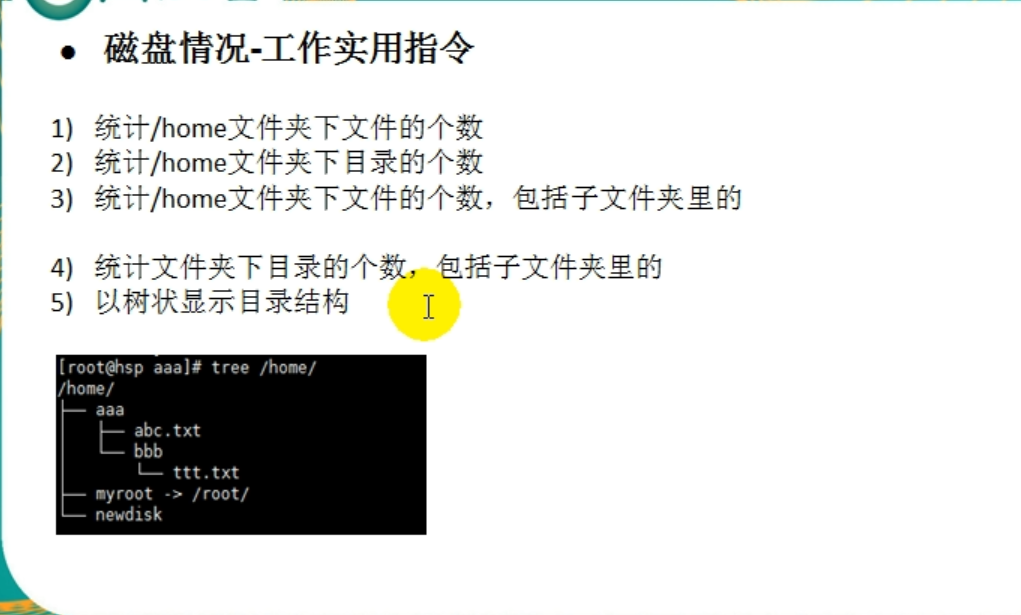 ● 磁盘情况-工作实用指令
1) 统计/home文件夹下文件的个数
2) 统计/home文件夹下目录的个数
3) 统计/home文件夹下文件的个数，包括子文件夹里的
4) 统计文件夹下目录的个数，包括子文件夹里的
5) 以树状显示目录结构
[root@hsp aaa]# tree /home/
/home/
├── aaa
│   ├── abc.txt
│   └── bbb
│       └── ttt.txt
├── myroot -> /root/
└── newdisk